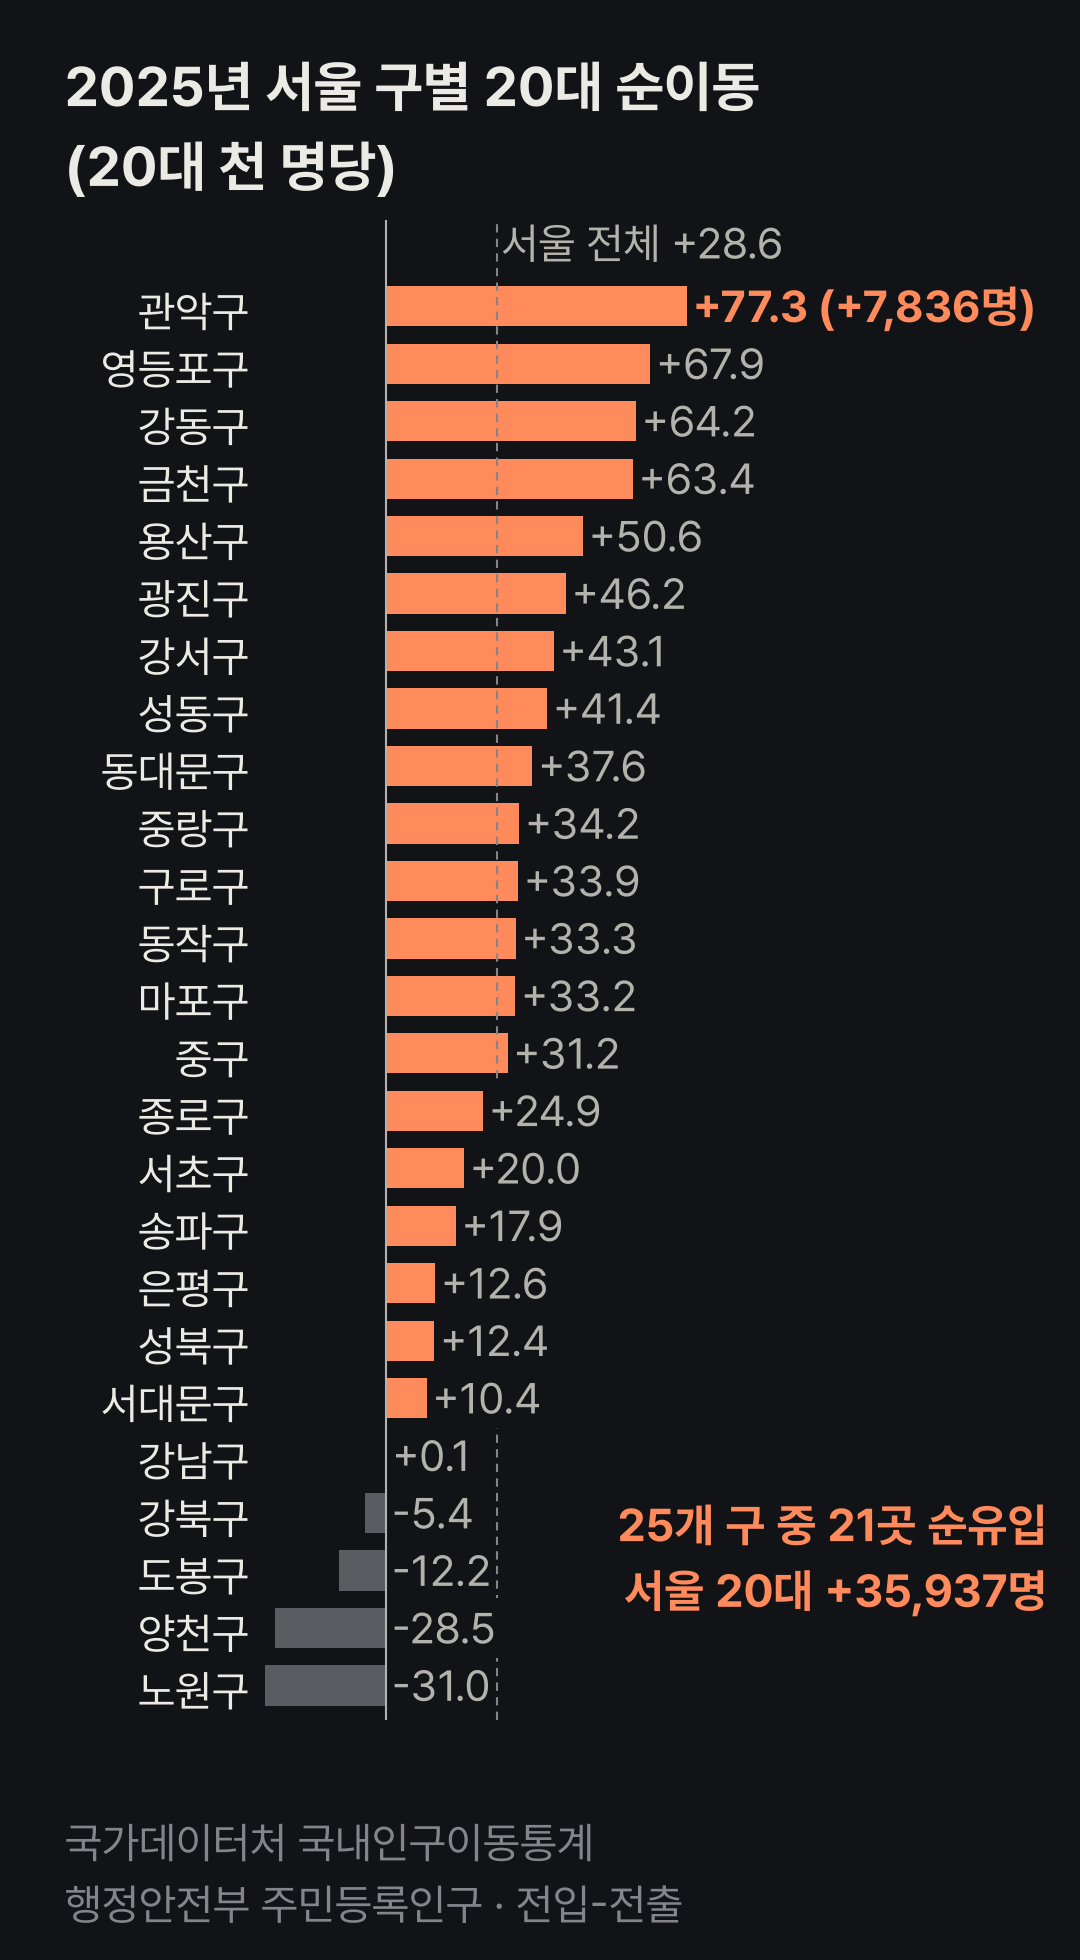 2025년 서울 구별 20대 순이동
(20대 천 명당)
서울 전체 +28.6
관악구 +77.3 (+7,836명)
영등포구 +67.9
강동구 +64.2
금천구 +63.4
용산구 +50.6
광진구 +46.2
강서구 +43.1
성동구 +41.4
동대문구 +37.6
중랑구 +34.2
구로구 +33.9
동작구 +33.3
마포구 +33.2
중구 +31.2
종로구 +24.9
서초구 +20.0
송파구 +17.9
은평구 +12.6
성북구 +12.4
서대문구 +10.4
강남구 +0.1
강북구 -5.4
도봉구 -12.2
양천구 -28.5
노원구 -31.0
25개 구 중 21곳 순유입
서울 20대 +35,937명
국가데이터처 국내인구이동통계
행정안전부 주민등록인구 · 전입-전출